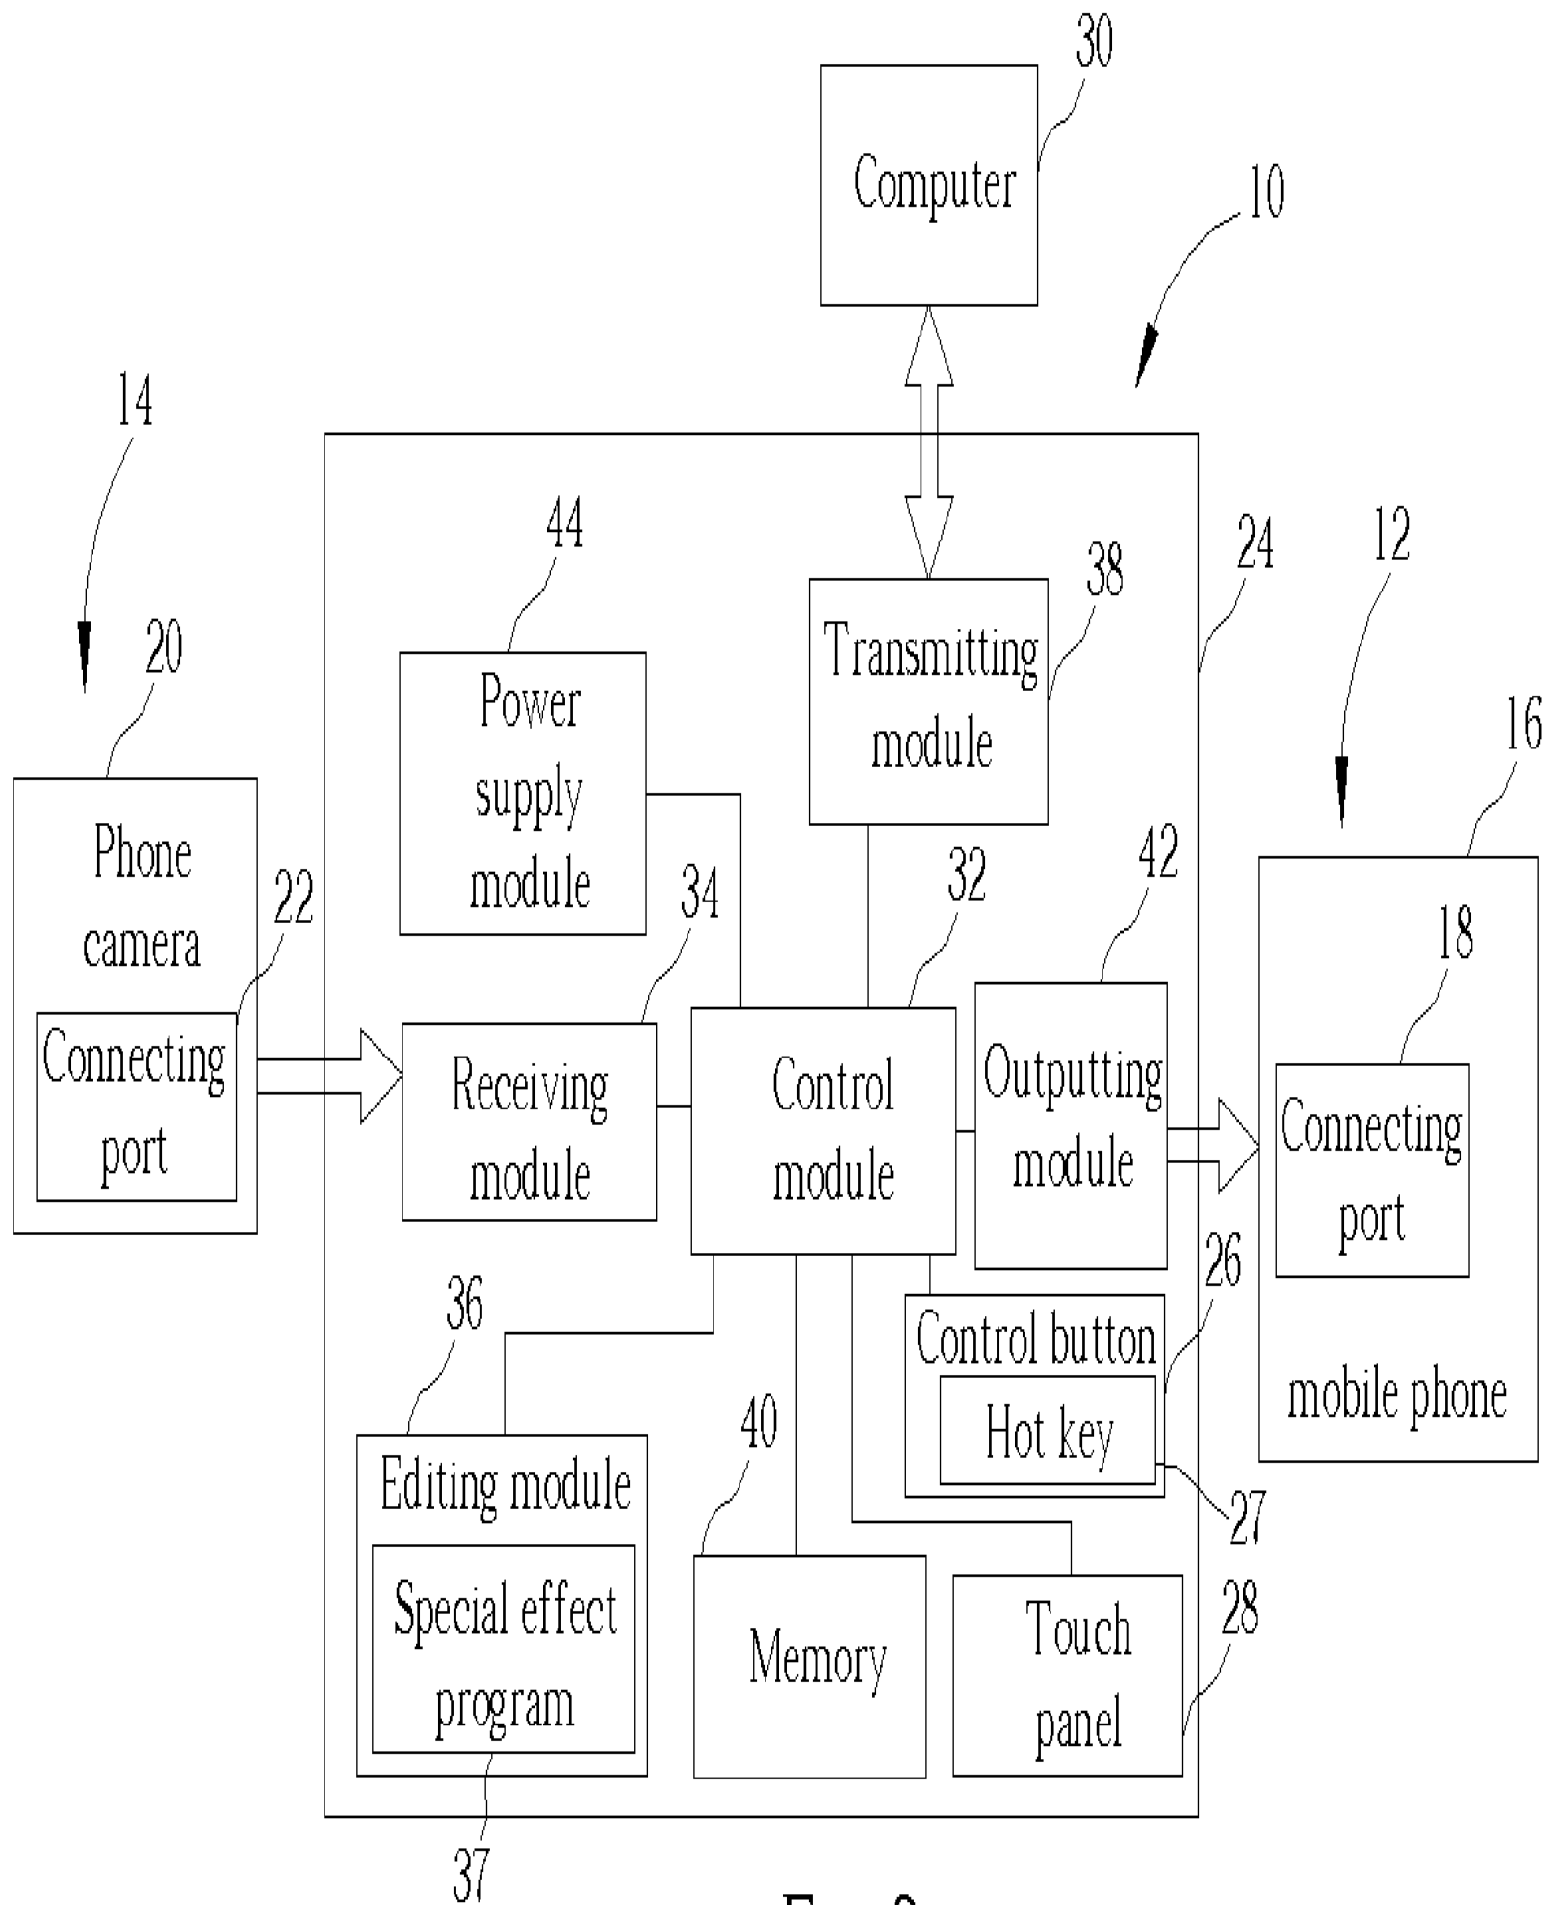 30
Computer
10
14
44
24
12
38
20
Transmitting
module
Power
supply
module
16
Phone
camera
22
34
32
42
18
Connecting
port
Receiving
module
Control
module
Outputting
module
Connecting
port
26
36
Control button
mobile phone
Hot key
40
Editing module
27
Special effect
program
Memory
Touch
panel
28
37